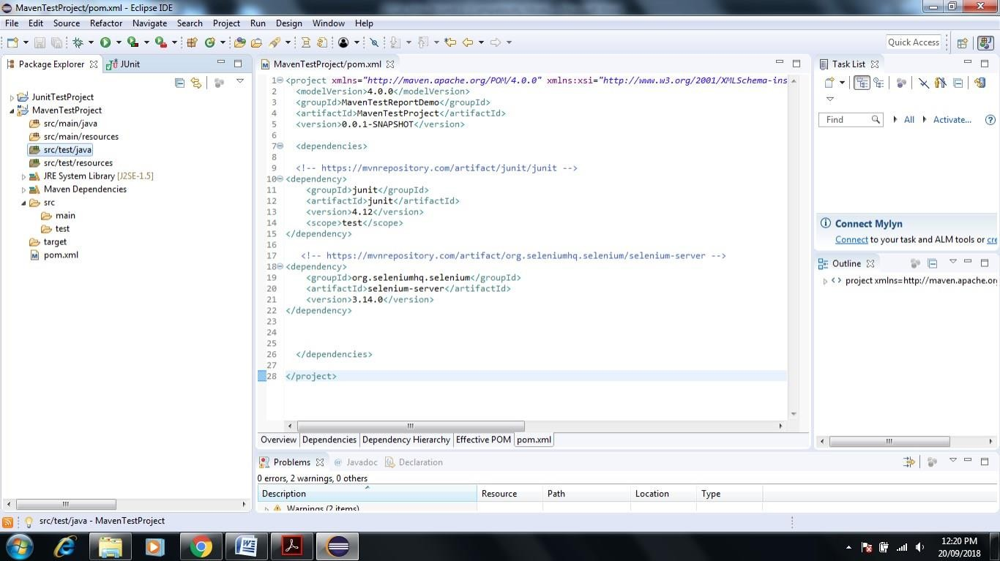 MavenTestProject/pom.xml - Eclipse IDE
File Edit Source Refactor Navigate Search Project Run Design Window Help
Quick Access
Package Explorer JUnit
JunitTestProject
MavenTestProject
src/main/java
src/main/resources
src/test/java
src/test/resources
JRE System Library [J2SE-1.5]
Maven Dependencies
src
main
test
target
pom.xml
MavenTestProject/pom.xml
1 <project xmlns="http://maven.apache.org/POM/4.0.0" xmlns:xsi="http://www.w3.org/2001/XMLSchema-ins
2 <modelVersion>4.0.0</modelVersion>
3 <groupId>MavenTestReportDemo</groupId>
4 <artifactId>MavenTestProject</artifactId>
5 <version>0.0.1-SNAPSHOT</version>
6
7 <dependencies>
8
9 <!-- https://mvnrepository.com/artifact/junit/junit -->
10 <dependency>
11 <groupId>junit</groupId>
12 <artifactId>junit</artifactId>
13 <version>4.12</version>
14 <scope>test</scope>
15 </dependency>
16
17 <!-- https://mvnrepository.com/artifact/org.seleniumhq.selenium/selenium-server -->
18 <dependency>
19 <groupId>org.seleniumhq.selenium</groupId>
20 <artifactId>selenium-server</artifactId>
21 <version>3.14.0</version>
22 </dependency>
23
24
25
26 </dependencies>
27
28 </project>
Overview Dependencies Dependency Hierarchy Effective POM pom.xml
Task List
Find All Activate...
Connect Mylyn
Connect to your task and ALM tools or cre
Outline
project xmlns=http://maven.apache.or
Problems @ Javadoc Declaration
0 errors, 2 warnings, 0 others
Description Resource Path Location Type
Warnings (2 items)
src/test/java - MavenTestProject
12:20 PM
20/09/2018